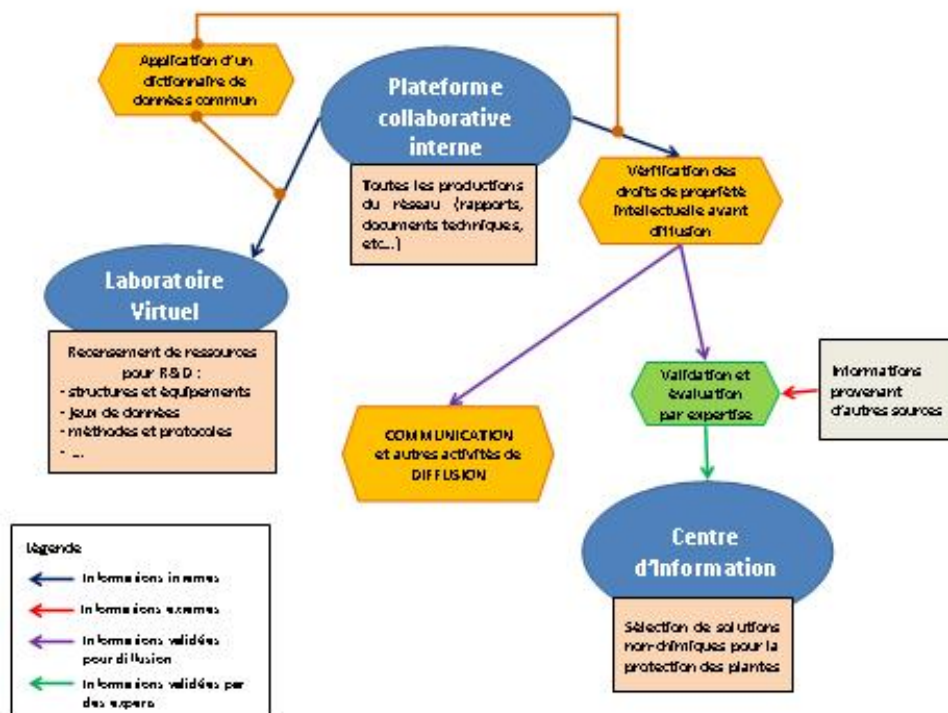 Application d'un
dictionnaire de
données commun
Plateforme
collaborative
interne
Toutes les productions
du réseau (rapports,
documents techniques,
etc...)
Vérification des
droits de propriété
intellectuelle avant
diffusion
Laboratoire
Virtuel
Recensement de ressources
pour R&D :
- structures et équipements
- jeux de données
- méthodes et protocoles
- ...
Validation et
évaluation
par expertise
Informations
provenant
d'autres sources
COMMUNICATION
et autres activités de
DIFFUSION
Centre
d'Information
Sélection de solutions
non-chimiques pour la
protection des plantes
Légende
Informations internes
Informations externes
Informations validées
pour diffusion
Informations validées par
des experts